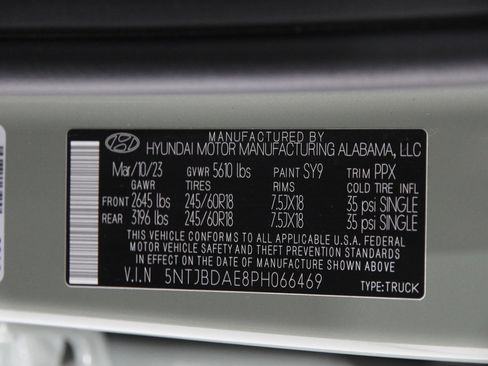 MANUFACTURED BY
HYUNDAI MOTOR MANUFACTURING ALABAMA, LLC
Mar/10/23 GVWR 5610 lbs PAINT SY9 TRIM PPX
GAWR TIRES RIMS COLD TIRE INFL
FRONT 2645 lbs 245/60R18 7.5JX18 35 psi SINGLE
REAR 3196 lbs 245/60R18 7.5JX18 35 psi SINGLE
THIS VEHICLE CONFORMS TO ALL APPLICABLE U.S.A. FEDERAL
MOTOR VEHICLE SAFETY AND THEFT PREVENTION STANDARDS
IN EFFECT ON THE DATE OF MANUFACTURE SHOWN ABOVE.
V.I.N 5NTJBDAE8PH066469
TYPE:TRUCK